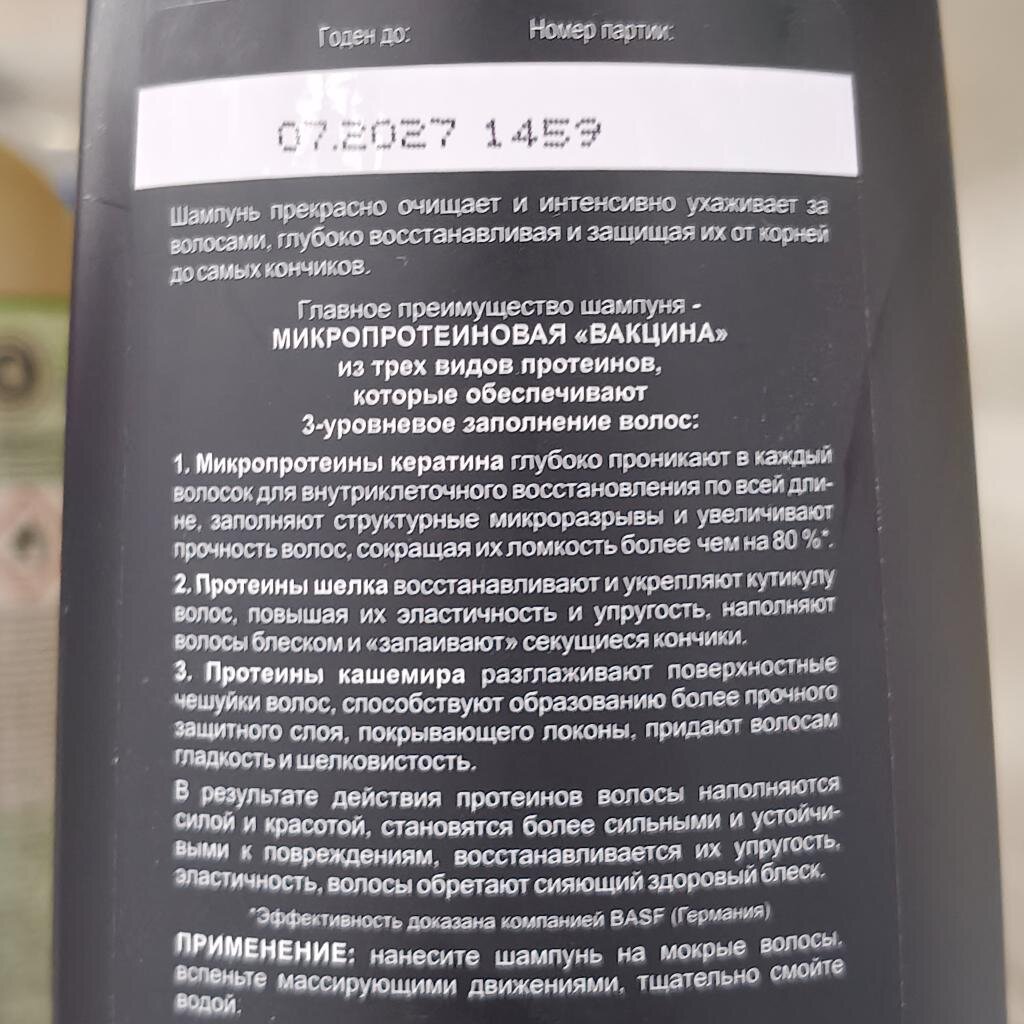 Годен до: Номер партии:
07.2027 1459
Шампунь прекрасно очищает и интенсивно ухаживает за
волосами, глубоко восстанавливая и защищая их от корней
до самых кончиков.
Главное преимущество шампуня -
МИКРОПРОТЕИНОВАЯ «ВАКЦИНА»
из трех видов протеинов,
которые обеспечивают
3-уровневое заполнение волос:
1. Микропротеины кератина глубоко проникают в каждый
волосок для внутриклеточного восстановления по всей дли-
не, заполняют структурные микроразрывы и увеличивают
прочность волос, сокращая их ломкость более чем на 80 %*.
2. Протеины шелка восстанавливают и укрепляют кутикулу
волос, повышая их эластичность и упругость, наполняют
волосы блеском и «запаивают» секущиеся кончики.
3. Протеины кашемира разглаживают поверхностные
чешуйки волос, способствуют образованию более прочного
защитного слоя, покрывающего локоны, придают волосам
гладкость и шелковистость.
В результате действия протеинов волосы наполняются
силой и красотой, становятся более сильными и устойчи-
выми к повреждениям, восстанавливается их упругость,
эластичность, волосы обретают сияющий здоровый блеск.
*Эффективность доказана компанией BASF (Германия)
ПРИМЕНЕНИЕ: нанесите шампунь на мокрые волосы,
вспеньте массирующими движениями, тщательно смойте
водой.